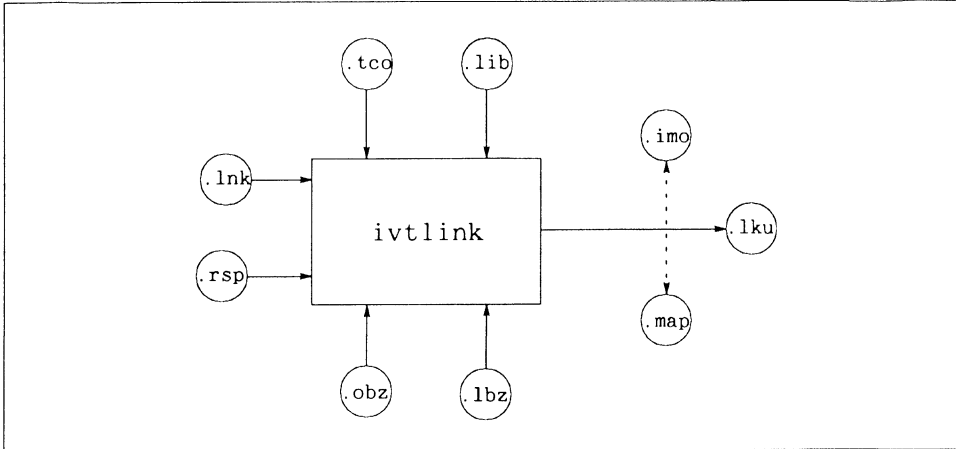 .tco
.lib
.imo
.lnk
ivtlink
.lku
.rsp
.map
.obz
.lbz